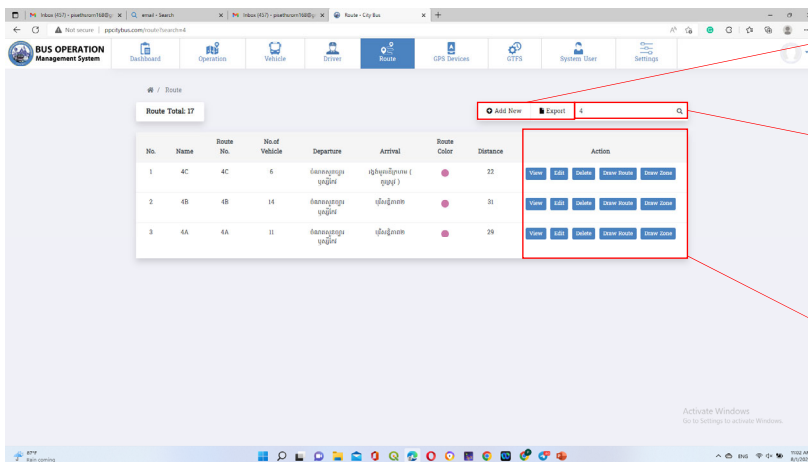 Inbox (457) - pisethorum168@g
email - Search
Inbox (457) - pisethorum168@g
Route - City Bus
Not secure | ppcitybus.com/route?search=4
BUS OPERATION
Management System
Dashboard Operation Vehicle Driver Route GPS Devices GTFS System User Settings
/ Route
Route Total: 17
Add New Export 4
No. Name Route No. No.of Vehicle Departure Arrival Route Color Distance Action
1 4C 4C 6 22 View Edit Delete Draw Route Draw Zone
2 4B 4B 14 31 View Edit Delete Draw Route Draw Zone
3 4A 4A 11 29 View Edit Delete Draw Route Draw Zone
Activate Windows
Go to Settings to activate Windows.
87°F
Rain coming
ENG